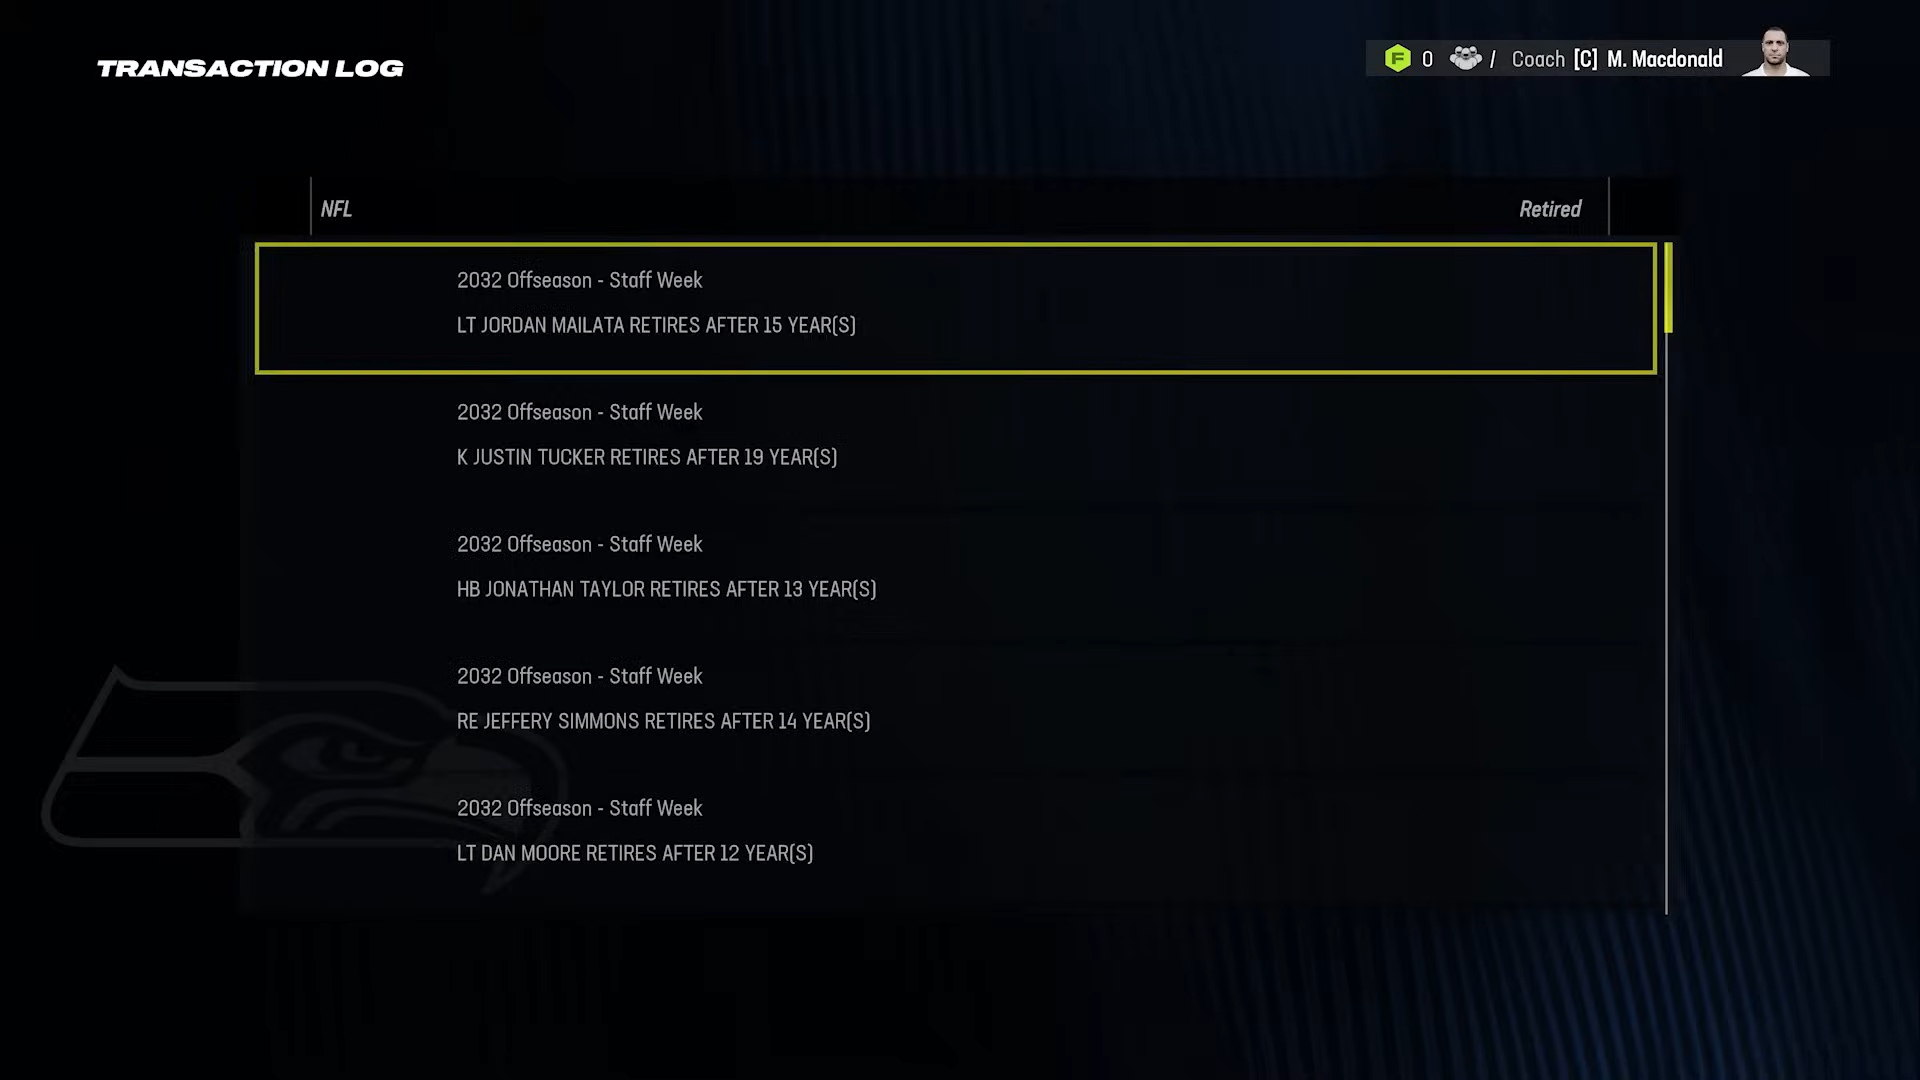 TRANSACTION LOG
F 0 / Coach [C] M. Macdonald
NFL Retired
2032 Offseason - Staff Week
LT JORDAN MAILATA RETIRES AFTER 15 YEAR(S)
2032 Offseason - Staff Week
K JUSTIN TUCKER RETIRES AFTER 19 YEAR(S)
2032 Offseason - Staff Week
HB JONATHAN TAYLOR RETIRES AFTER 13 YEAR(S)
2032 Offseason - Staff Week
RE JEFFERY SIMMONS RETIRES AFTER 14 YEAR(S)
2032 Offseason - Staff Week
LT DAN MOORE RETIRES AFTER 12 YEAR(S)